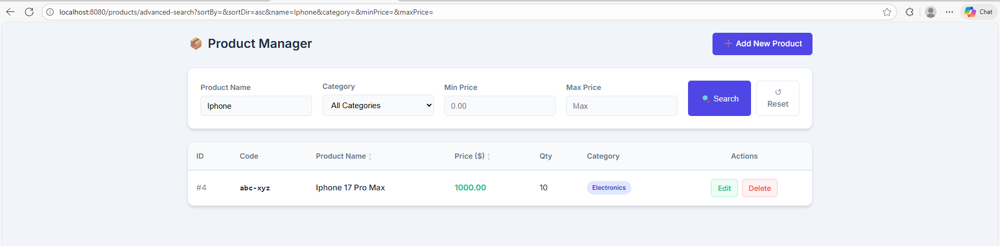 localhost:8080/products/advanced-search?sortBy=&sortDir=asc&name=Iphone&category=&minPrice=&maxPrice=
Chat
Product Manager
Add New Product
Product Name
Category
Min Price
Max Price
Iphone
All Categories
0.00
Max
Search
Reset
ID Code Product Name Price ($) Qty Category Actions
#4 abc-xyz Iphone 17 Pro Max 1000.00 10 Electronics Edit Delete